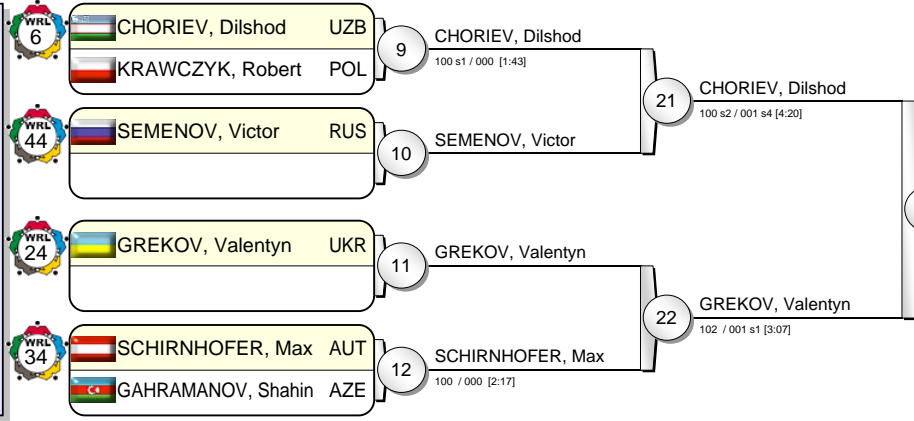 WRL
6
CHORIEV, Dilshod UZB
KRAWCZYK, Robert POL
9
CHORIEV, Dilshod
100 s1 / 000 [1:43]
21
CHORIEV, Dilshod
100 s2 / 001 s4 [4:20]
WRL
44
SEMENOV, Victor RUS
10
SEMENOV, Victor
WRL
24
GREKOV, Valentyn UKR
11
GREKOV, Valentyn
22
GREKOV, Valentyn
102 / 001 s1 [3:07]
WRL
34
SCHIRNHOFER, Max AUT
GAHRAMANOV, Shahin AZE
12
SCHIRNHOFER, Max
100 / 000 [2:17]